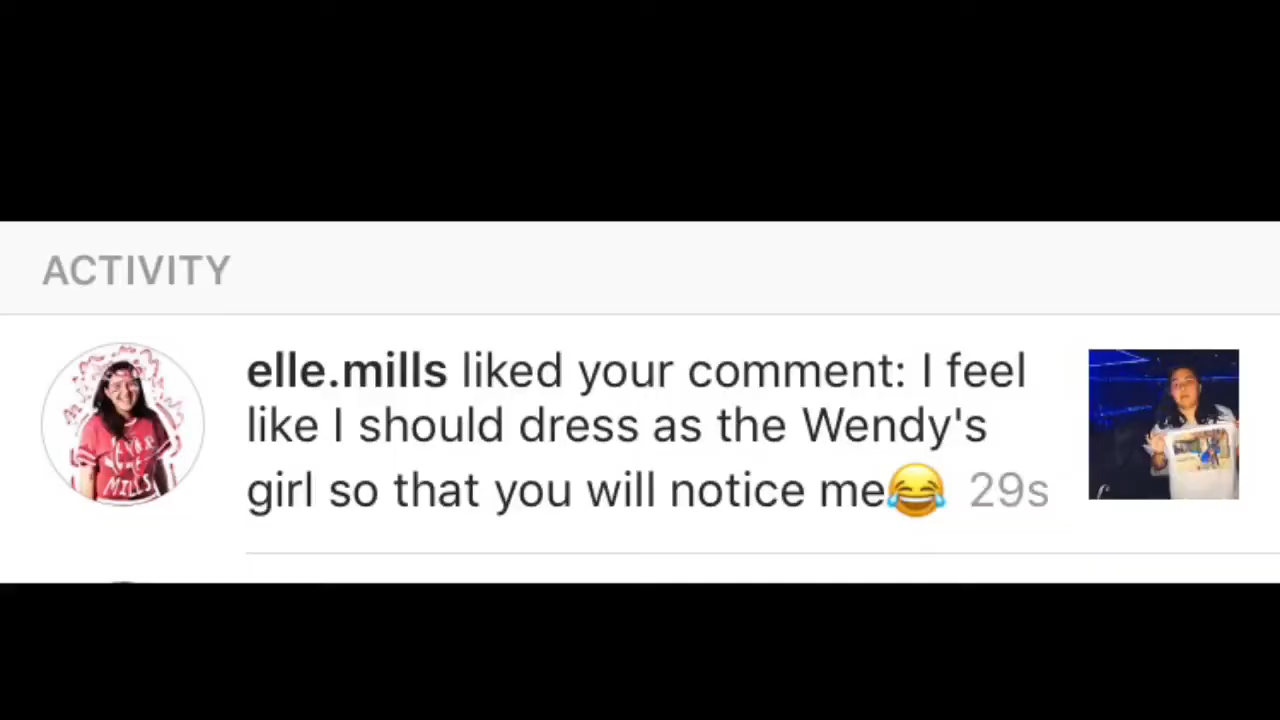 ACTIVITY
elle.mills liked your comment: I feel
like I should dress as the Wendy's
girl so that you will notice me😂 29s